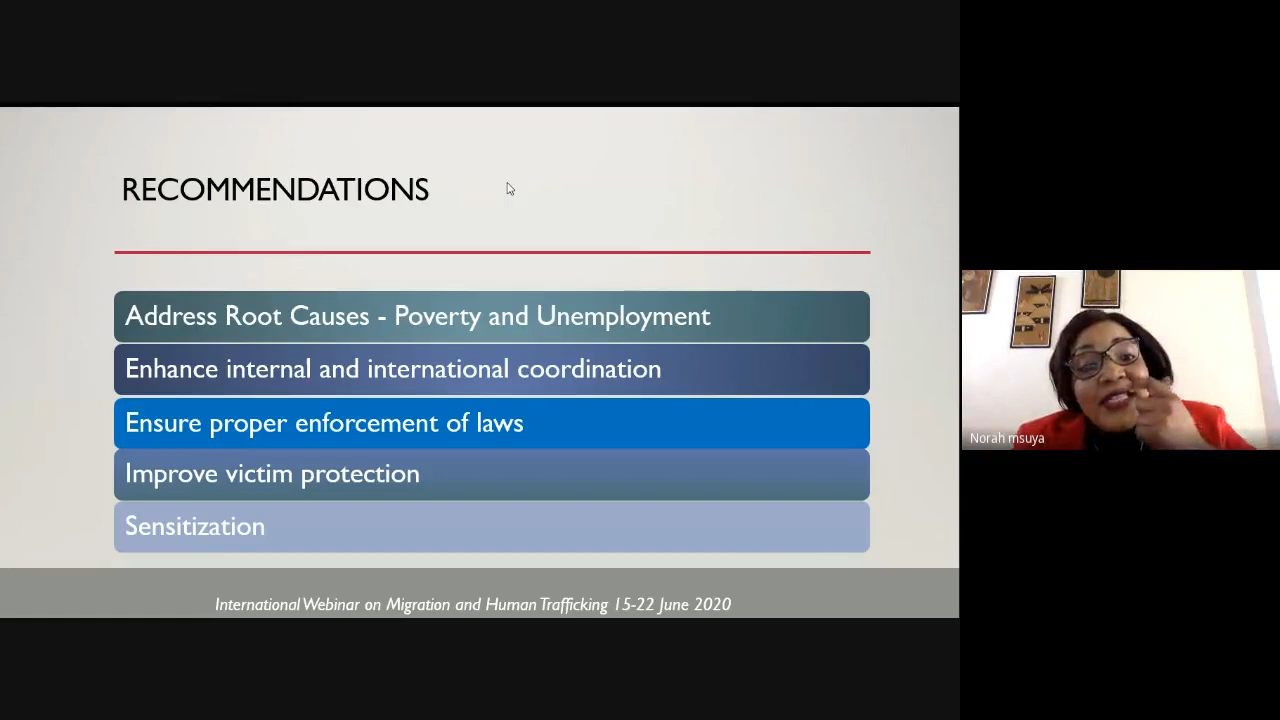 RECOMMENDATIONS
Address Root Causes - Poverty and Unemployment
Enhance internal and international coordination
Ensure proper enforcement of laws
Improve victim protection
Sensitization
International Webinar on Migration and Human Trafficking 15-22 June 2020
Norah msuya